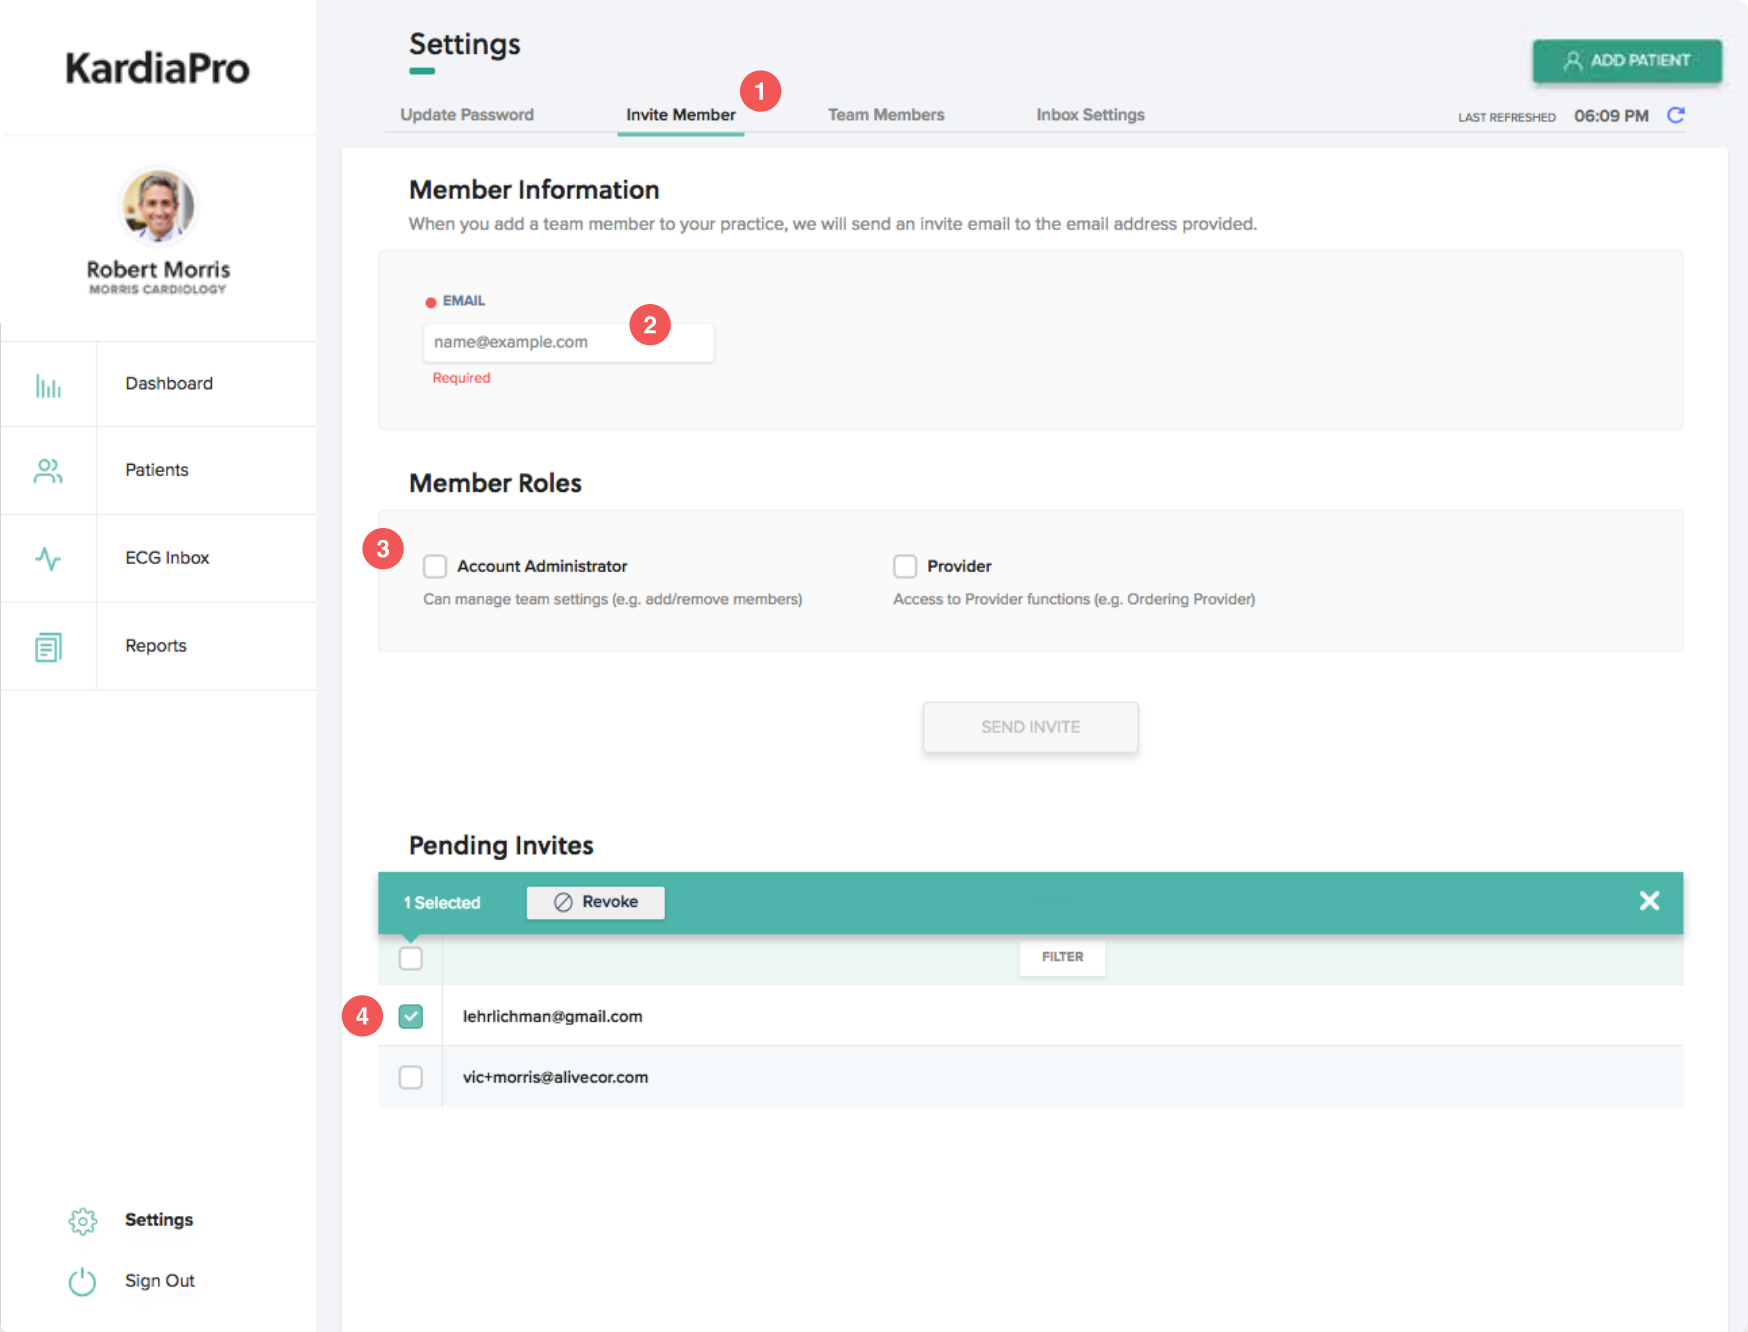 KardiaPro
Robert Morris
MORRIS CARDIOLOGY
Dashboard
Patients
ECG Inbox
Reports
Settings
Sign Out
Settings
ADD PATIENT
Update Password
Invite Member
1
Team Members
Inbox Settings
LAST REFRESHED 06:09 PM
Member Information
When you add a team member to your practice, we will send an invite email to the email address provided.
EMAIL
2
name@example.com
Required
Member Roles
3
Account Administrator
Can manage team settings (e.g. add/remove members)
Provider
Access to Provider functions (e.g. Ordering Provider)
SEND INVITE
Pending Invites
1 Selected
Revoke
FILTER
4
lehrlichman@gmail.com
vic+morris@alivecor.com